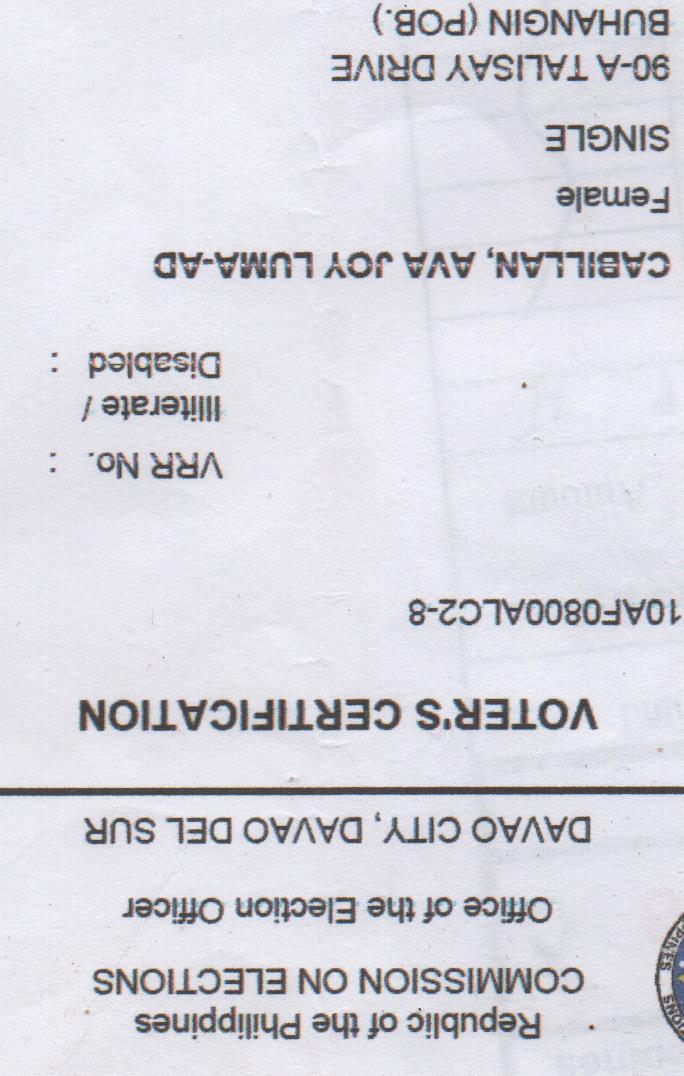 Republic of the Philippines
COMMISSION ON ELECTIONS
Office of the Election Officer
DAVAO CITY, DAVAO DEL SUR
VOTER'S CERTIFICATION
10AF0800ALC2-8
VRR No. :
Illiterate /
Disabled :
CABILLAN, AVA JOY LUMA-AD
Female
SINGLE
90-A TALISAY DRIVE
BUHANGIN (POB.)